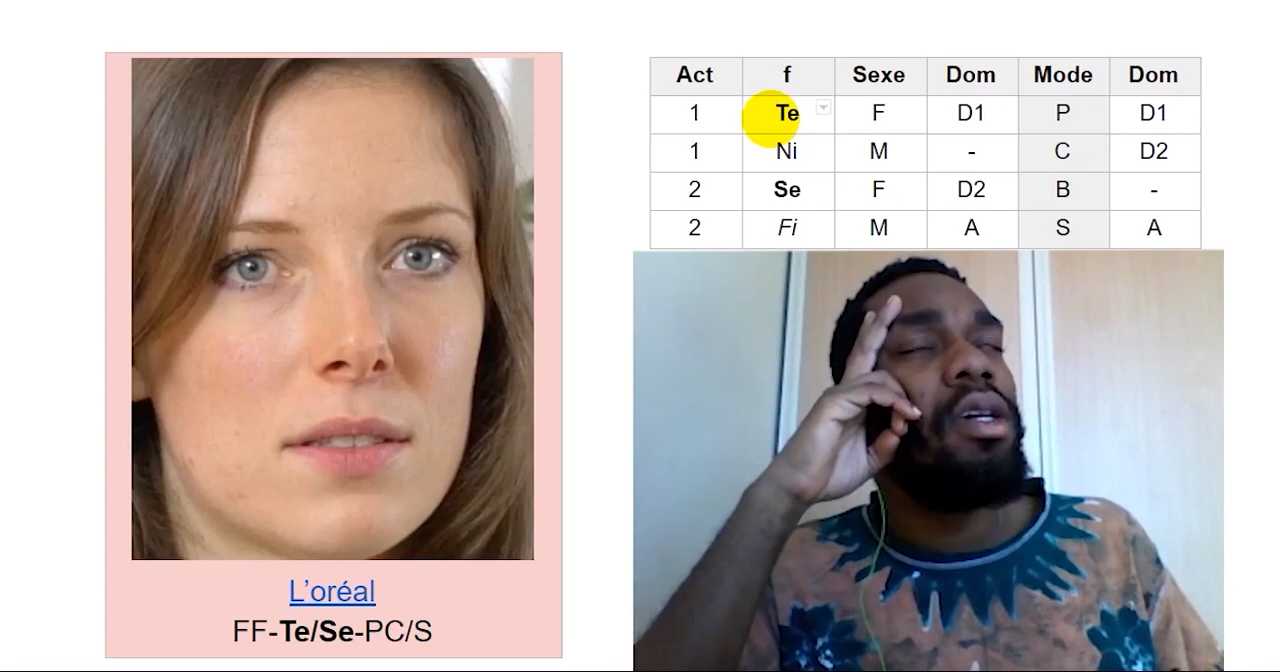 Act f Sexe Dom Mode Dom
1 Te F D1 P D1
1 Ni M - C D2
2 Se F D2 B -
2 Fi M A S A
L'oréal
FF-Te/Se-PC/S